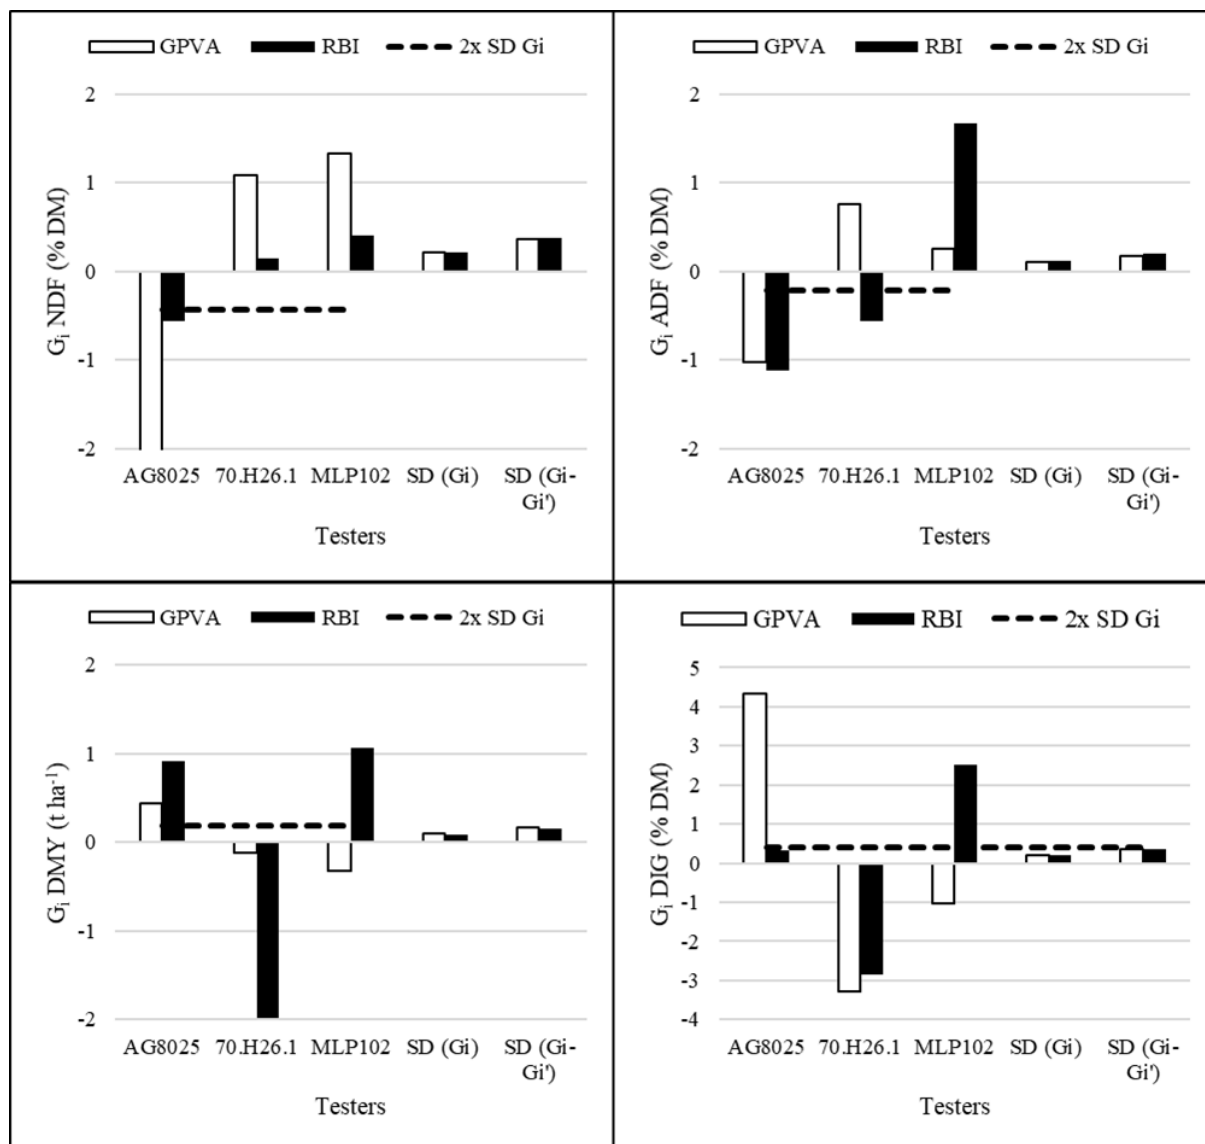 GPVA RBI 2x SD Gi
2
1
0
-1
-2
Gi NDF (% DM)
AG8025 70.H26.1 MLP102 SD (Gi) SD (Gi-
Gi')
Testers
GPVA RBI 2x SD Gi
2
1
0
-1
-2
Gi ADF (% DM)
AG8025 70.H26.1 MLP102 SD (Gi) SD (Gi-
Gi')
Testers
GPVA RBI 2x SD Gi
2
1
0
-1
-2
Gi DMY (t ha-1)
AG8025 70.H26.1 MLP102 SD (Gi) SD (Gi-
Gi')
Testers
GPVA RBI 2x SD Gi
5
4
3
2
1
0
-1
-2
-3
-4
Gi DIG (% DM)
AG8025 70.H26.1 MLP102 SD (Gi) SD (Gi-
Gi')
Testers